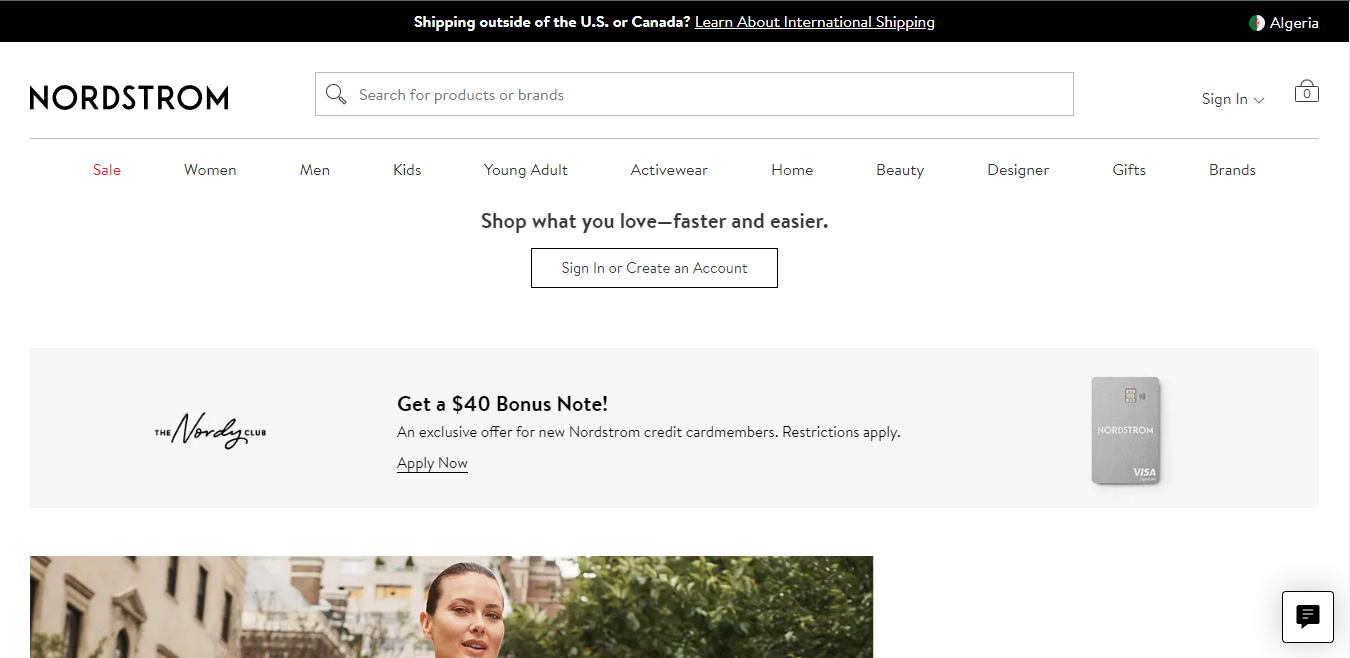 Shipping outside of the U.S. or Canada? Learn About International Shipping
Algeria
NORDSTROM
Search for products or brands
Sign In
0
Sale Women Men Kids Young Adult Activewear Home Beauty Designer Gifts Brands
Shop what you love—faster and easier.
Sign In or Create an Account
THE Nordy CLUB
Get a $40 Bonus Note!
An exclusive offer for new Nordstrom credit cardmembers. Restrictions apply.
Apply Now
NORDSTROM
VISA
Signature